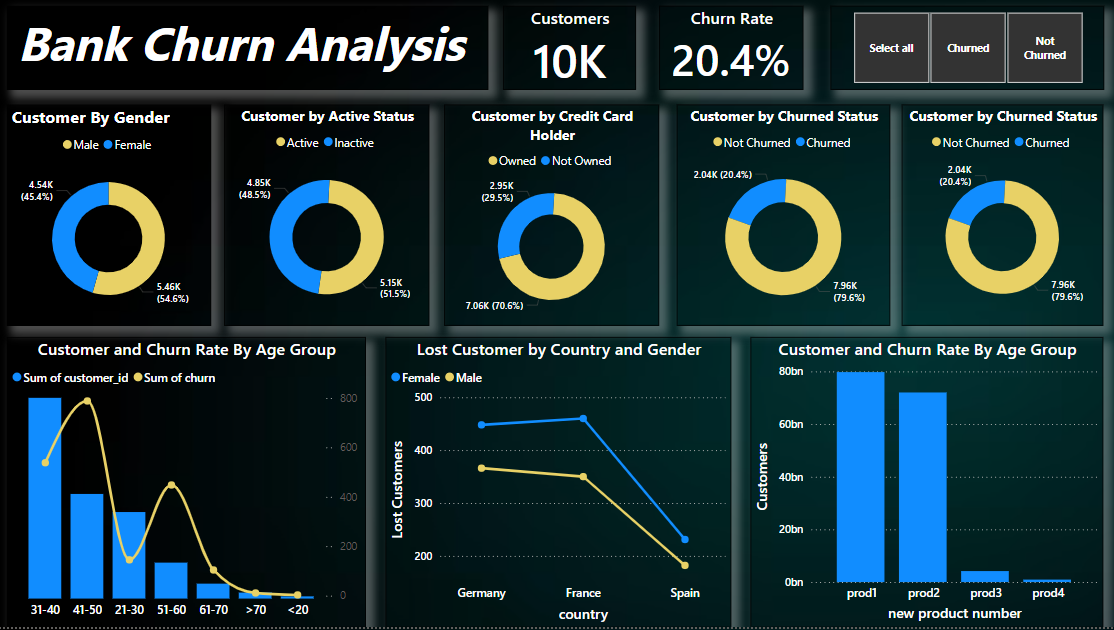 Bank Churn Analysis
Customers
10K
Churn Rate
20.4%
Select all
Churned
Not
Churned
Customer By Gender
Male Female
4.54K
(45.4%)
5.46K
(54.6%)
Customer by Active Status
Active Inactive
4.85K
(48.5%)
5.15K
(51.5%)
Customer by Credit Card
Holder
Owned Not Owned
2.95K
(29.5%)
7.06K (70.6%)
Customer by Churned Status
Not Churned Churned
2.04K (20.4%)
7.96K
(79.6%)
Customer by Churned Status
Not Churned Churned
2.04K
(20.4%)
7.96K
(79.6%)
Customer and Churn Rate By Age Group
Sum of customer_id Sum of churn
800
600
400
200
0
31-40 41-50 21-30 51-60 61-70 >70 <20
Lost Customer by Country and Gender
Female Male
Lost Customers
500
400
300
200
Germany France Spain
country
Customer and Churn Rate By Age Group
Customers
80bn
60bn
40bn
20bn
0bn
prod1 prod2 prod3 prod4
new product number